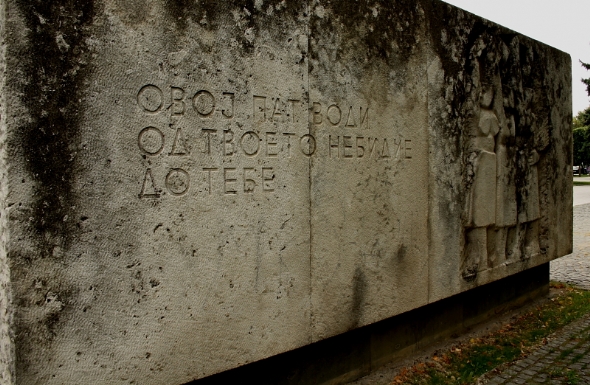 ОВОЈ ПАТ ВОДИ
ОД ТВОЕТО НЕБИДИЕ
ДО ТЕБЕ